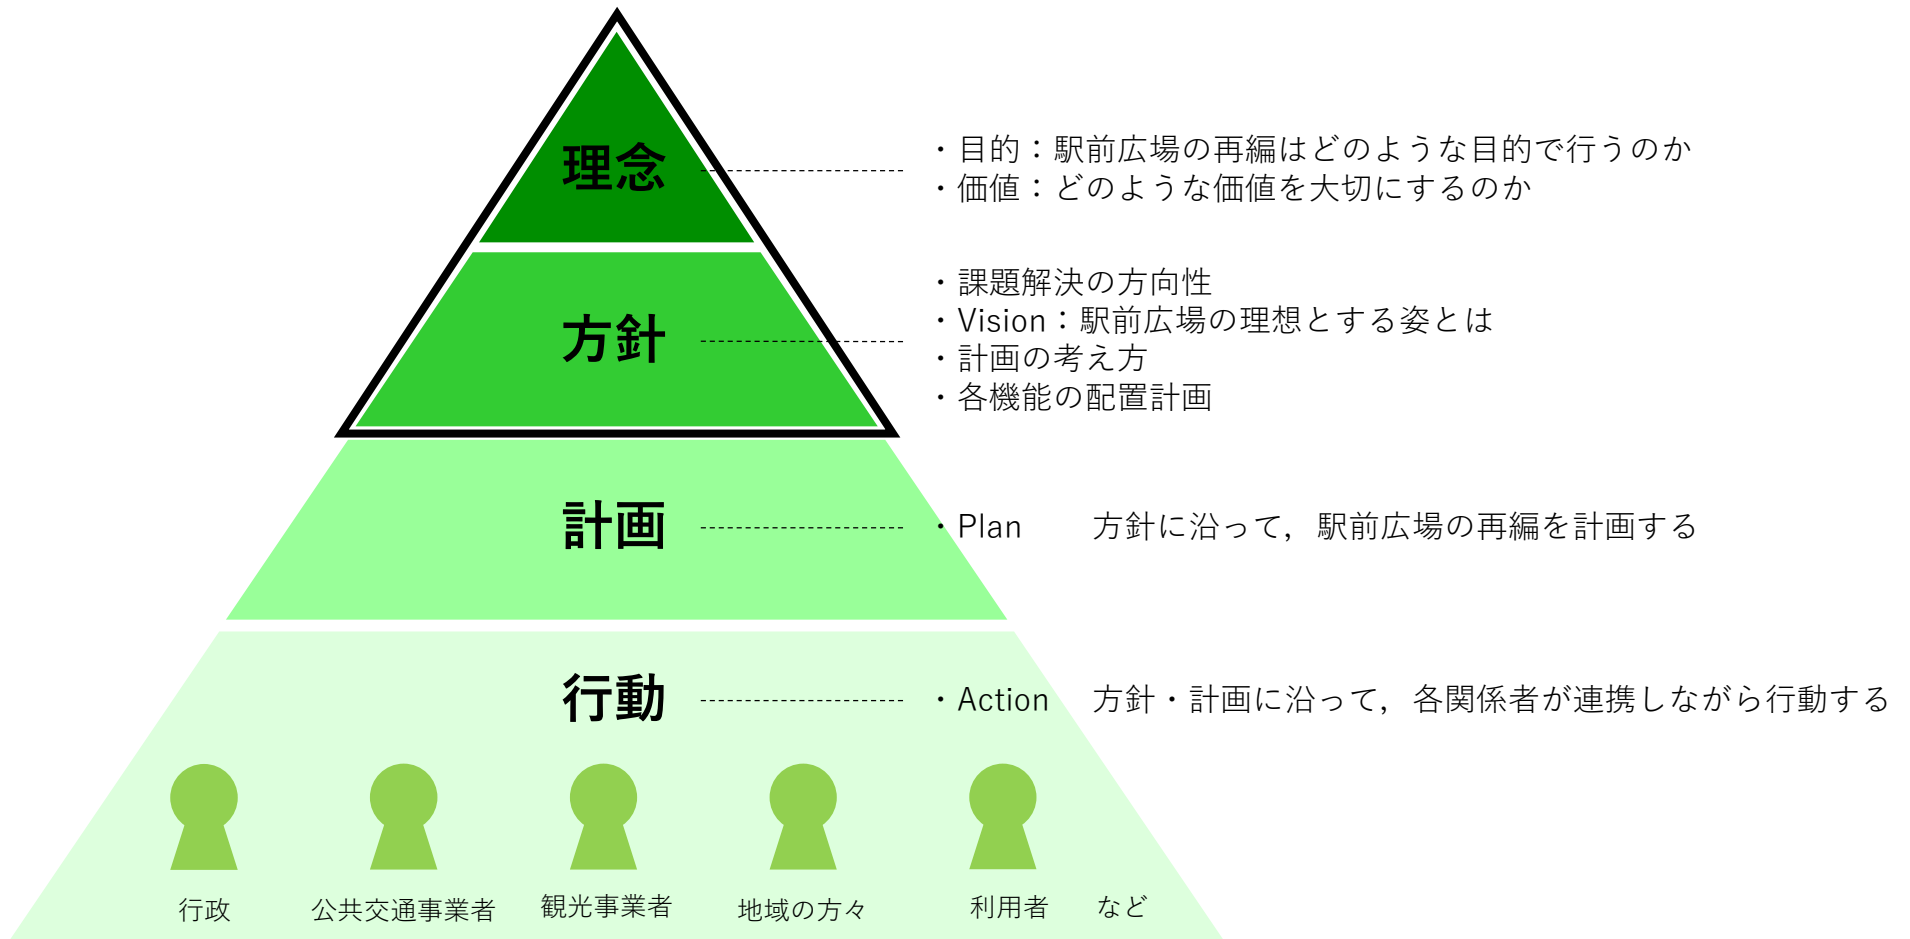 理念
・目的：駅前広場の再編はどのような目的で行うのか
・価値：どのような価値を大切にするのか
方針
・課題解決の方向性
・Vision：駅前広場の理想とする姿とは
・計画の考え方
・各機能の配置計画
計画
・Plan　方針に沿って，駅前広場の再編を計画する
行動
・Action　方針・計画に沿って，各関係者が連携しながら行動する
行政　公共交通事業者　観光事業者　地域の方々　利用者　など